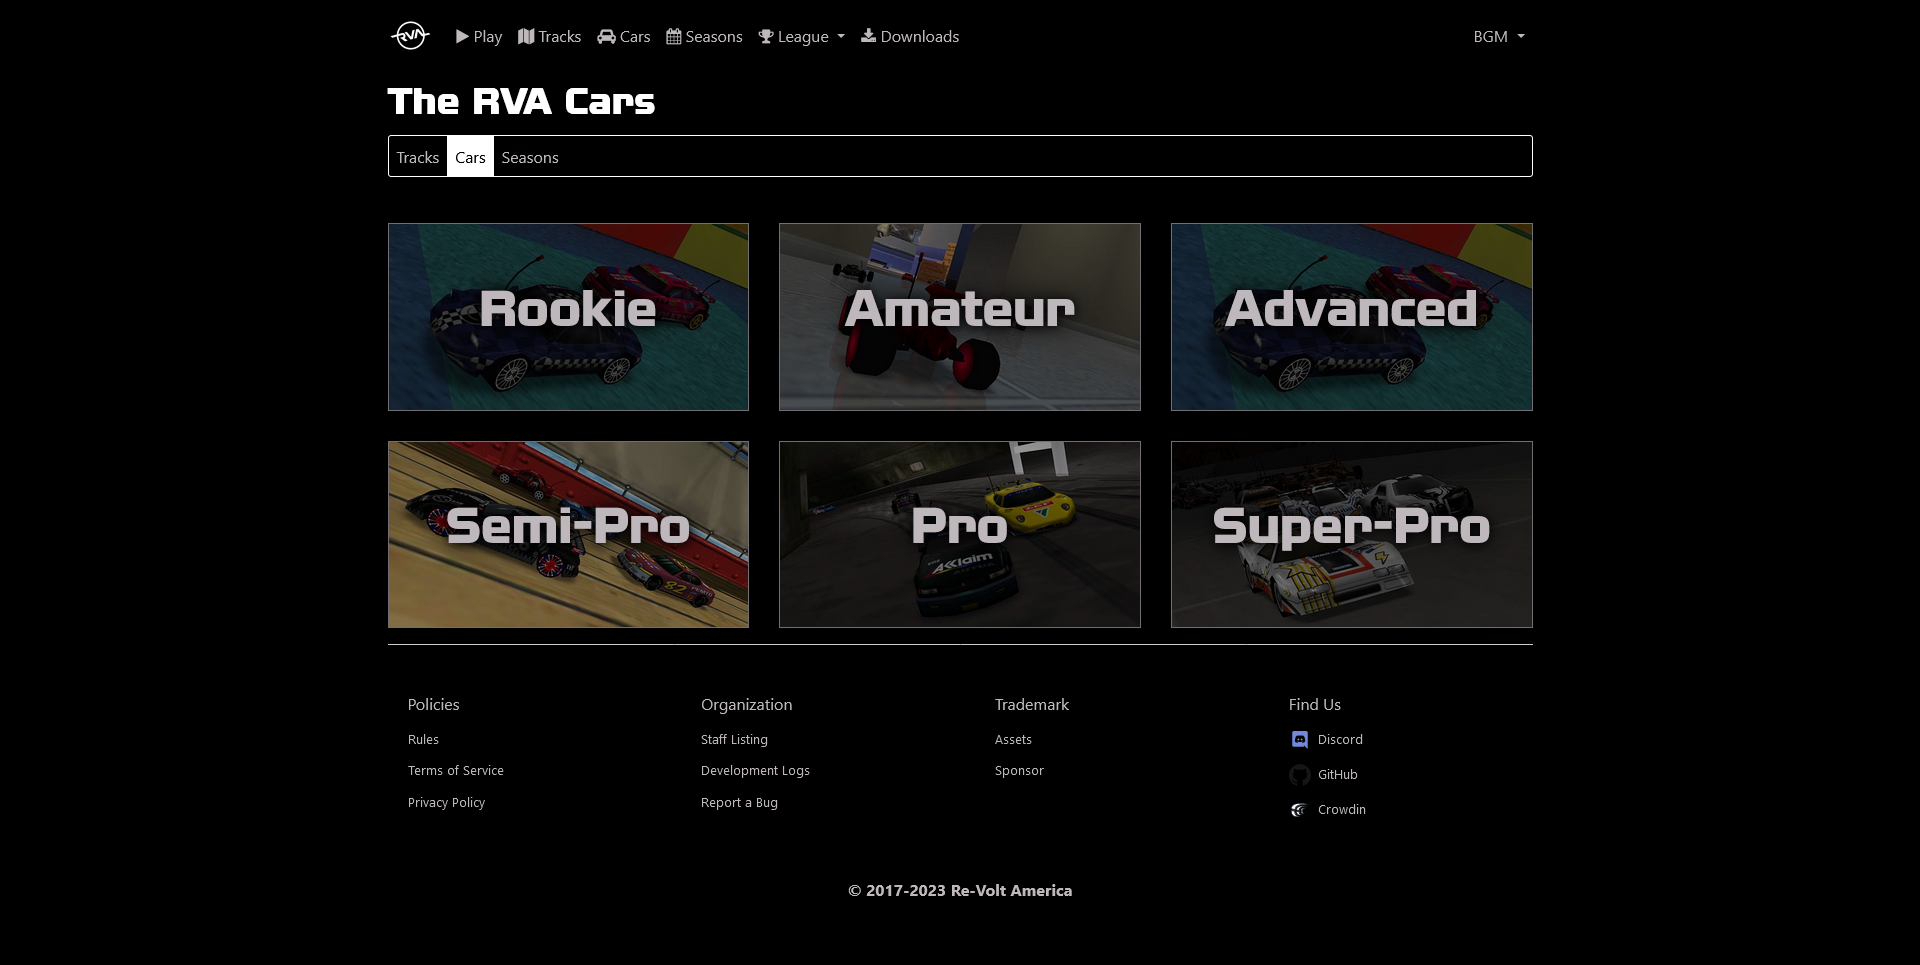 RVA
Play
Tracks
Cars
Seasons
League
Downloads
BGM
The RVA Cars
Tracks
Cars
Seasons
Rookie
Amateur
Advanced
Semi-Pro
82
Pro
Acclaim
Super-Pro
Policies
Organization
Trademark
Find Us
Rules
Staff Listing
Assets
Discord
Terms of Service
Development Logs
Sponsor
GitHub
Privacy Policy
Report a Bug
Crowdin
© 2017-2023 Re-Volt America